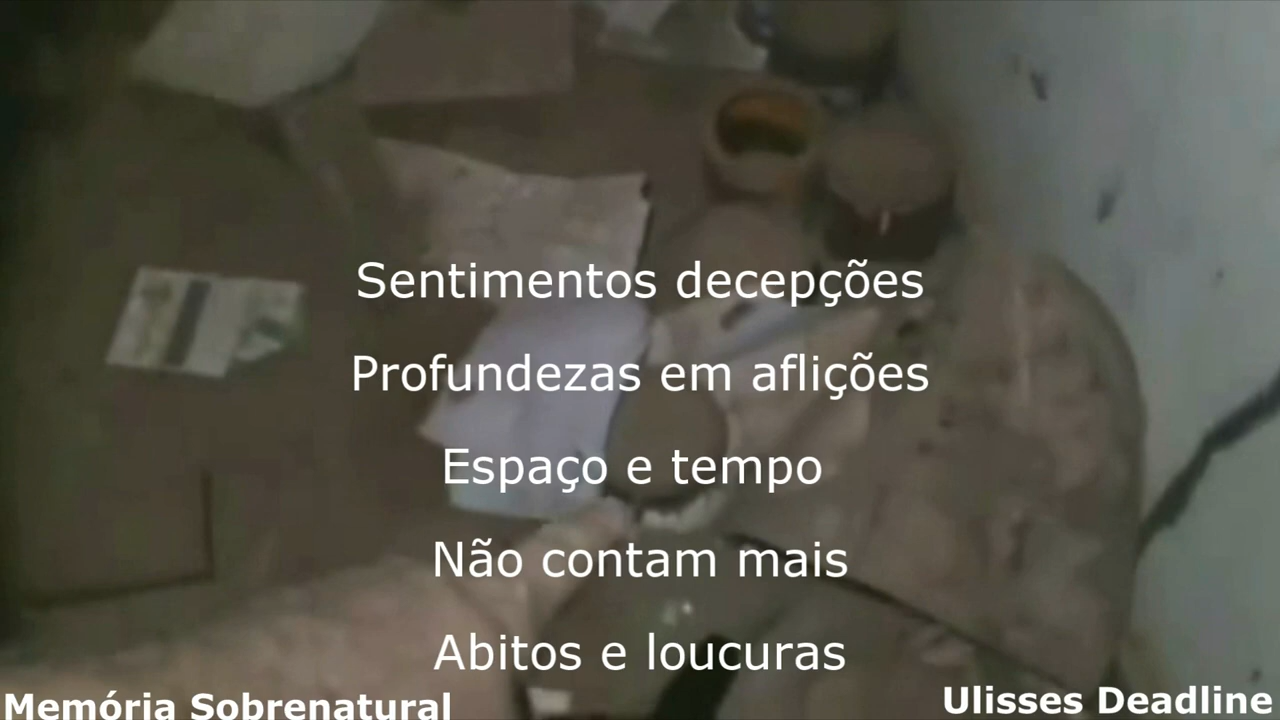 Sentimentos decepções
Profundezas em aflições
Espaço e tempo
Não contam mais
Abitos e loucuras
Memória Sobrenatural
Ulisses Deadline